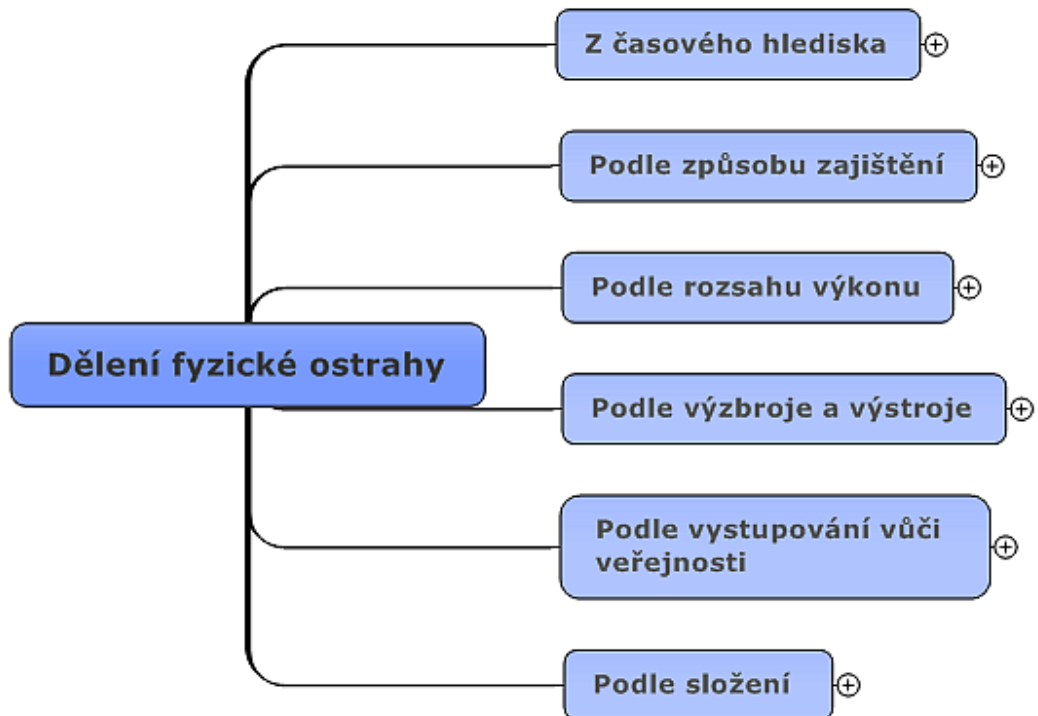 Z časového hlediska
Podle způsobu zajištění
Podle rozsahu výkonu
Dělení fyzické ostrahy
Podle výzbroje a výstroje
Podle vystupování vůči
veřejnosti
Podle složení